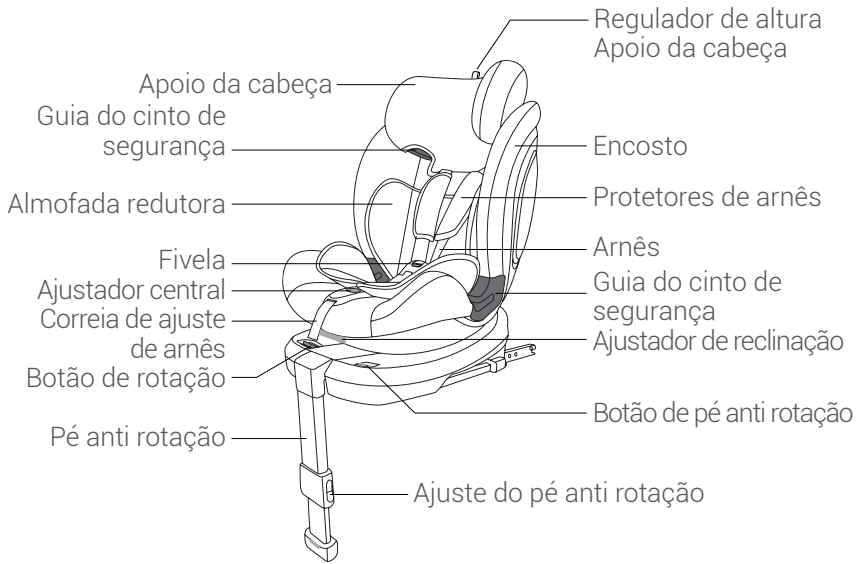 Regulador de altura
Apoio da cabeça
Apoio da cabeça
Guia do cinto de
segurança
Encosto
Almofada redutora
Protetores de arnês
Fivela
Arnês
Ajustador central
Guia do cinto de
segurança
Correia de ajuste
de arnês
Ajustador de reclinação
Botão de rotação
Botão de pé anti rotação
Pé anti rotação
Ajuste do pé anti rotação